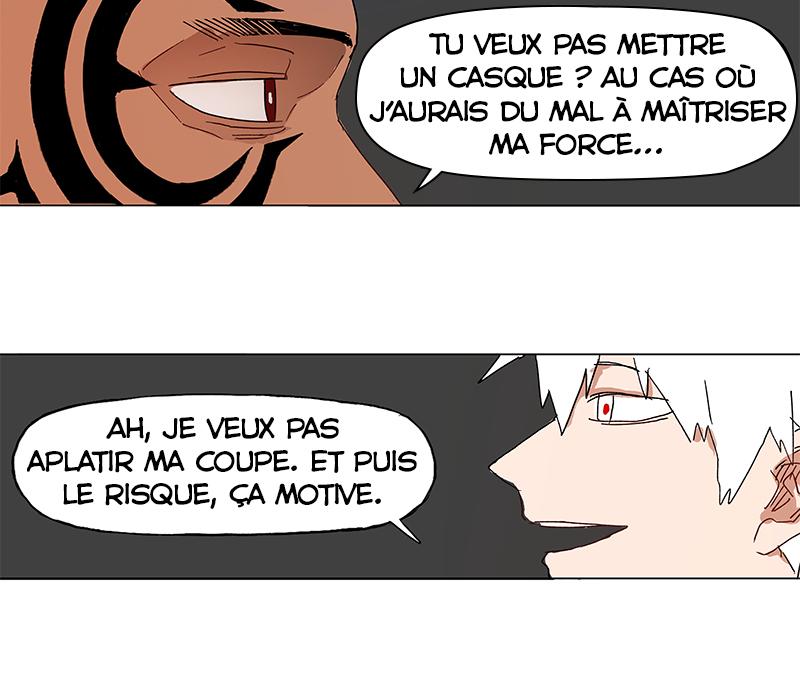 TU VEUX PAS METTRE
UN CASQUE ? AU CAS OÙ
J'AURAIS DU MAL À MAÎTRISER
MA FORCE...
AH, JE VEUX PAS
APLATIR MA COUPE. ET PUIS
LE RISQUE, ÇA MOTIVE.